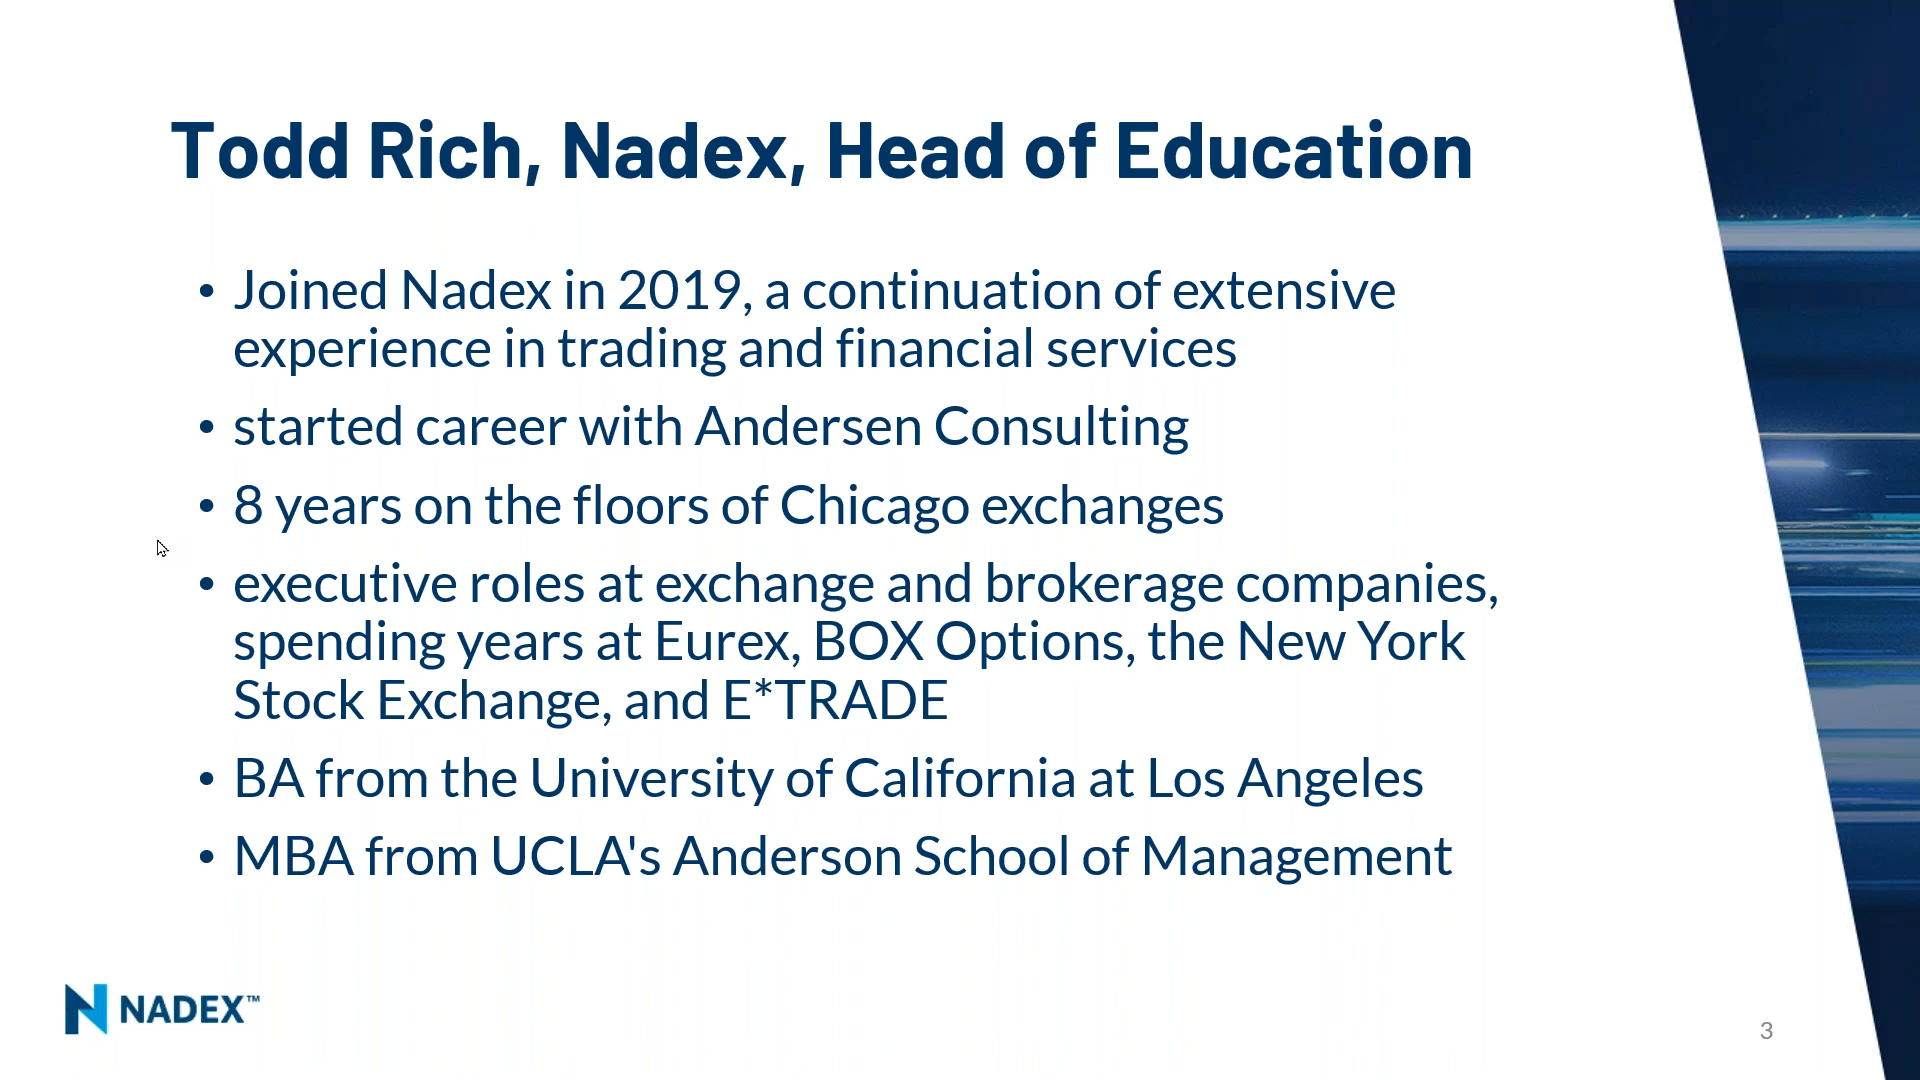 Todd Rich, Nadex, Head of Education
• Joined Nadex in 2019, a continuation of extensive
experience in trading and financial services
• started career with Andersen Consulting
• 8 years on the floors of Chicago exchanges
• executive roles at exchange and brokerage companies,
spending years at Eurex, BOX Options, the New York
Stock Exchange, and E*TRADE
• BA from the University of California at Los Angeles
• MBA from UCLA's Anderson School of Management
NADEX™
3